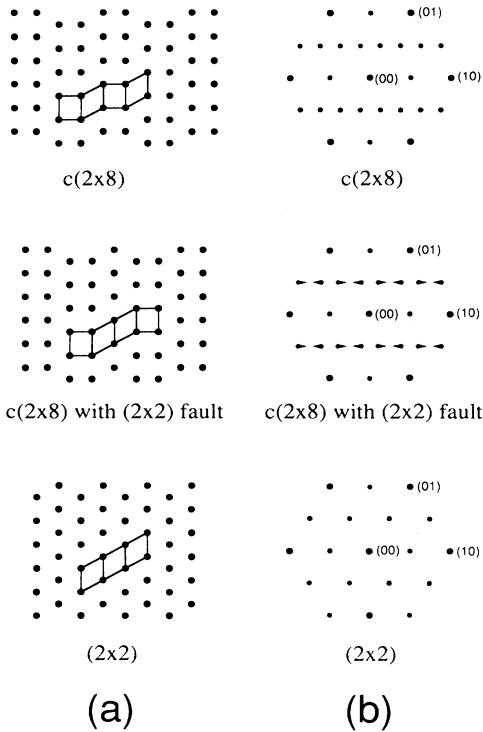 (01)
(00)
(10)
c(2x8)
c(2x8)
(01)
(00)
(10)
c(2x8) with (2x2) fault
c(2x8) with (2x2) fault
(01)
(00)
(10)
(2x2)
(2x2)
(a)
(b)